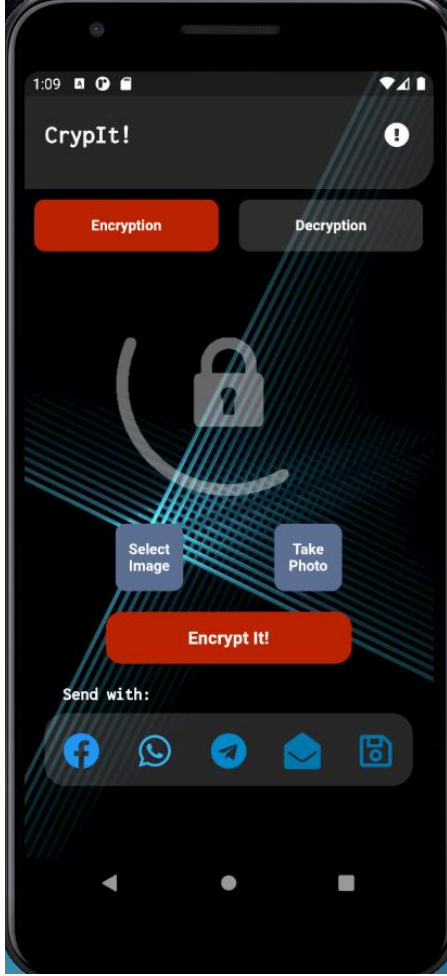 1:09
CrypIt!
Encryption
Decryption
Select
Image
Take
Photo
Encrypt It!
Send with: